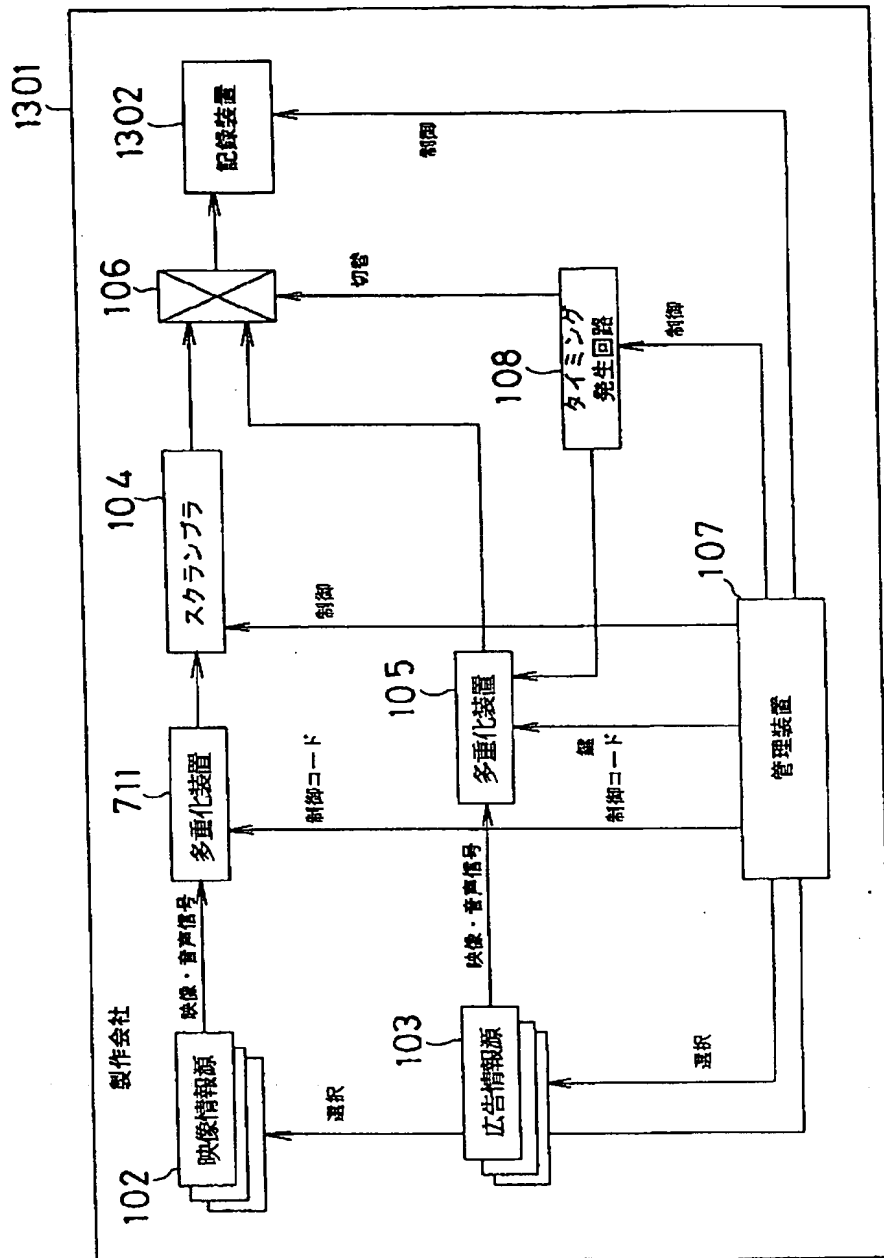 1301
製作会社
102
映像情報源
映像・音声信号
711
多重化装置
104
スクランブラ
106
1302
記録装置
選択
制御コード
制御
切替
制御
103
広告情報源
映像・音声信号
105
多重化装置
108
タイミング
発生回路
選択
鍵
制御コード
制御
107
管理装置